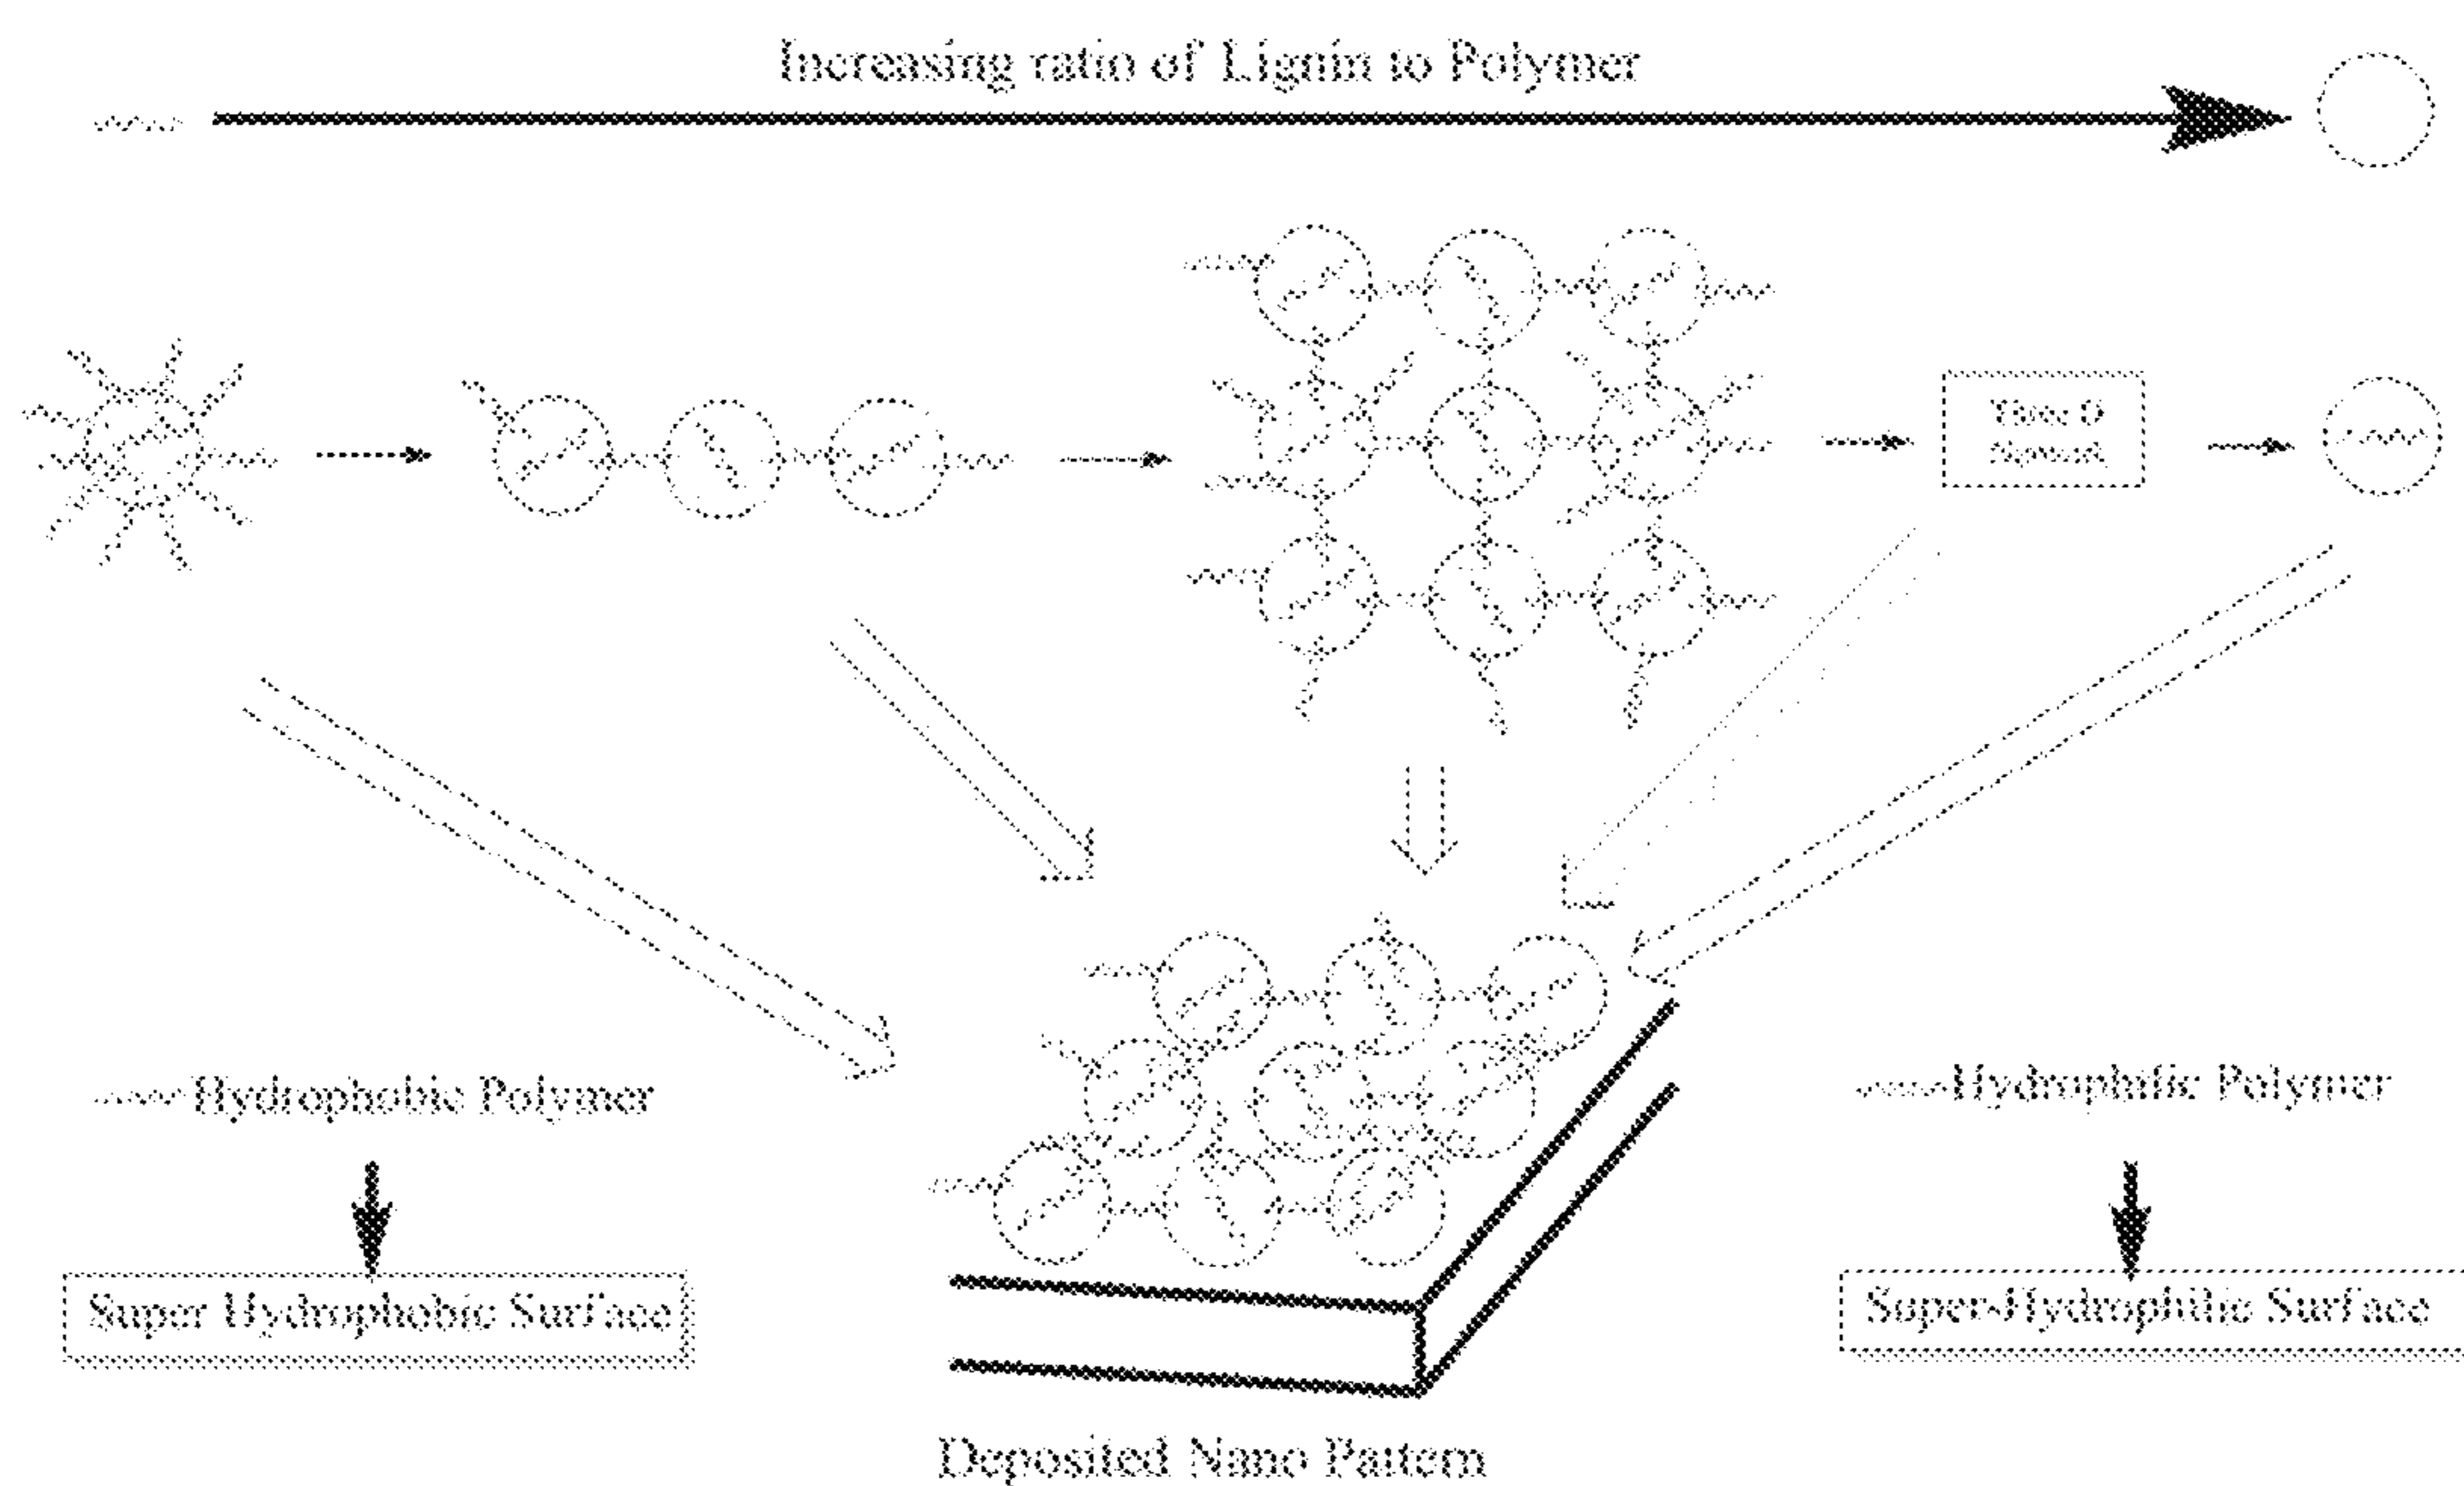 Increasing ratio of Lignin to Polymer
Three D
Hydrophobic Polymer
Hydrophilic Polymer
Super Hydrophobic Surface
Super-Hydrophilic Surface
Deposited Nano Pattern